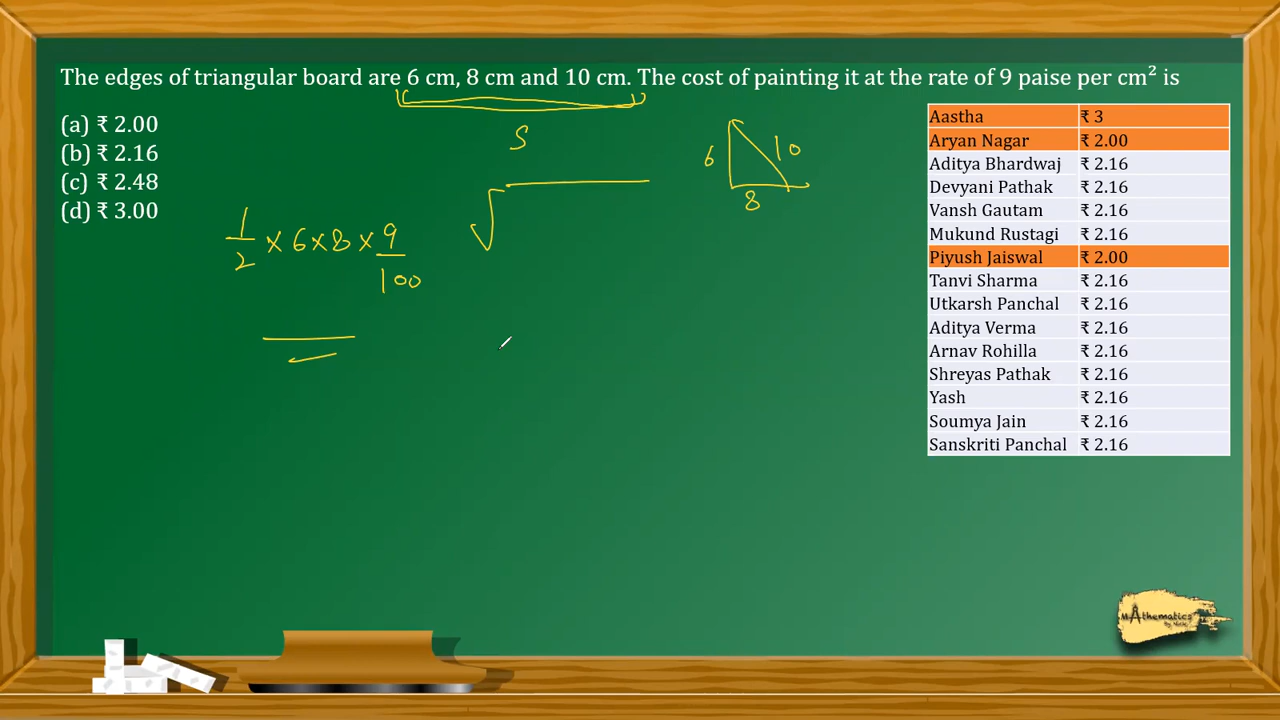 The edges of triangular board are 6 cm, 8 cm and 10 cm. The cost of painting it at the rate of 9 paise per cm² is
(a) ₹ 2.00
(b) ₹ 2.16
(c) ₹ 2.48
(d) ₹ 3.00
S
6
10
8
1/2 × 6 × 8 × 9/100
√
Aastha ₹ 3
Aryan Nagar ₹ 2.00
Aditya Bhardwaj ₹ 2.16
Devyani Pathak ₹ 2.16
Vansh Gautam ₹ 2.16
Mukund Rustagi ₹ 2.16
Piyush Jaiswal ₹ 2.00
Tanvi Sharma ₹ 2.16
Utkarsh Panchal ₹ 2.16
Aditya Verma ₹ 2.16
Arnav Rohilla ₹ 2.16
Shreyas Pathak ₹ 2.16
Yash ₹ 2.16
Soumya Jain ₹ 2.16
Sanskriti Panchal ₹ 2.16
MAthematics